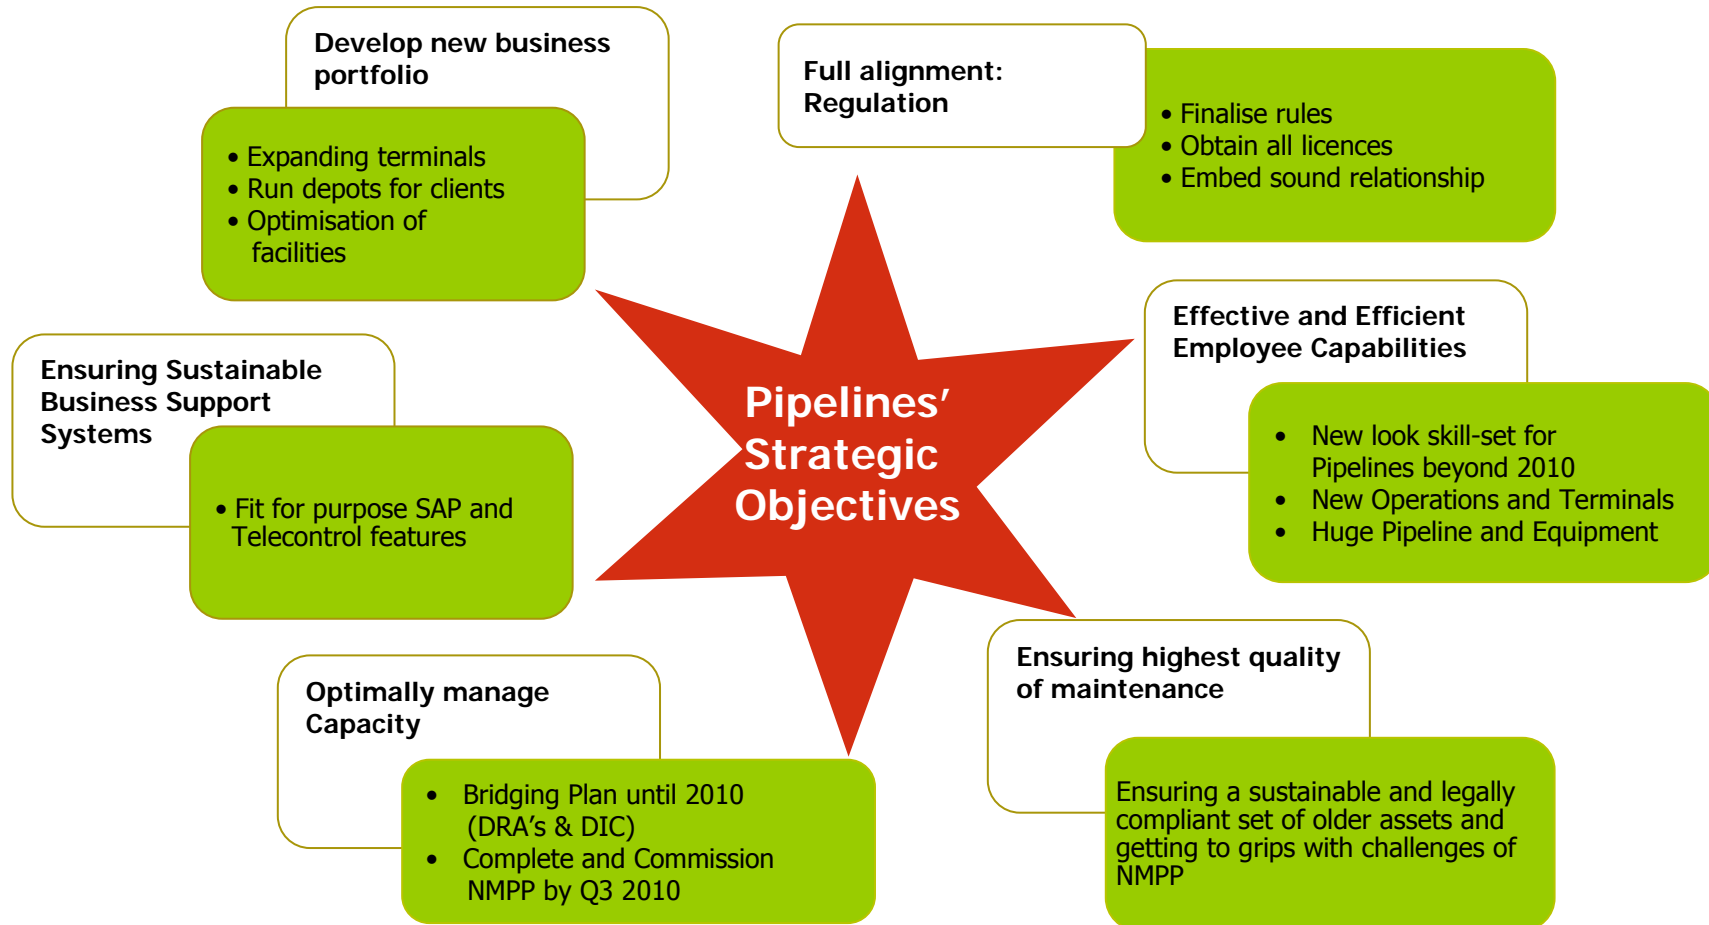 Develop new business
portfolio
• Expanding terminals
• Run depots for clients
• Optimisation of
facilities
Full alignment:
Regulation
• Finalise rules
• Obtain all licences
• Embed sound relationship
Ensuring Sustainable
Business Support
Systems
• Fit for purpose SAP and
Telecontrol features
Pipelines’
Strategic
Objectives
Effective and Efficient
Employee Capabilities
• New look skill-set for
Pipelines beyond 2010
• New Operations and Terminals
• Huge Pipeline and Equipment
Optimally manage
Capacity
• Bridging Plan until 2010
(DRA’s & DIC)
• Complete and Commission
NMPP by Q3 2010
Ensuring highest quality
of maintenance
Ensuring a sustainable and legally
compliant set of older assets and
getting to grips with challenges of
NMPP